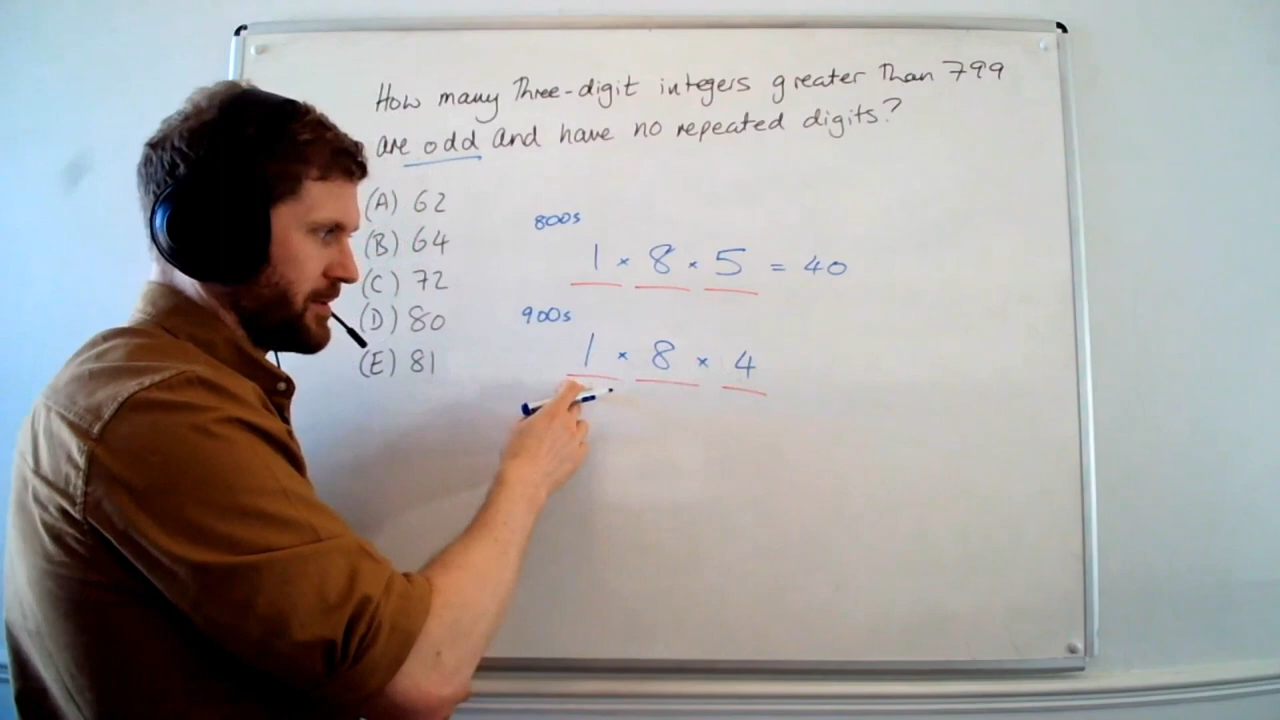 How many Three-digit integers greater Than 799
are odd and have no repeated digits?
(A) 62
(B) 64
(C) 72
(D) 80
(E) 81
800s
1 × 8 × 5 = 40
900s
1 × 8 × 4